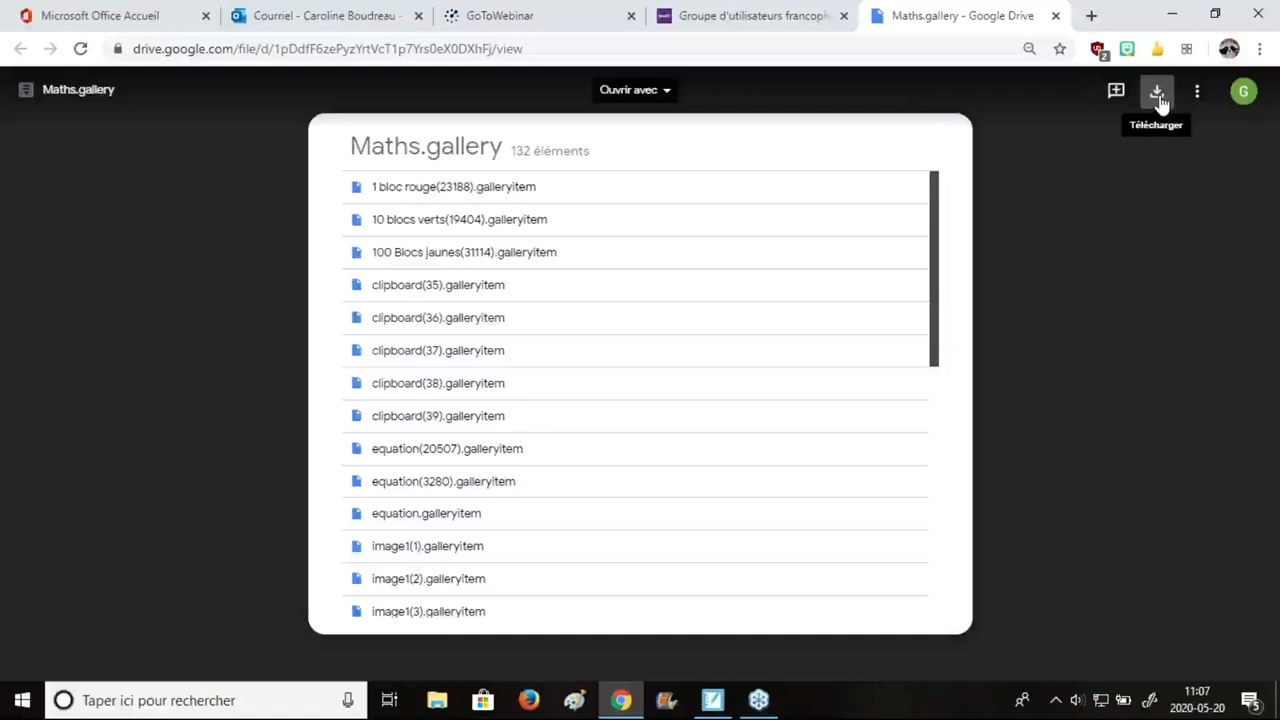 Microsoft Office Accueil
Courriel - Caroline Boudreau -
GoToWebinar
Groupe d'utilisateurs francoph
Maths.gallery - Google Drive
drive.google.com/file/d/1pDdfF6zePyzYrtVcT1p7Yrs0eX0DXhFj/view
2
Maths.gallery
Ouvrir avec
G
Télécharger
Maths.gallery 132 éléments
1 bloc rouge(23188).galleryitem
10 blocs verts(19404).galleryitem
100 Blocs jaunes(31114).galleryitem
clipboard(35).galleryitem
clipboard(36).galleryitem
clipboard(37).galleryitem
clipboard(38).galleryitem
clipboard(39).galleryitem
equation(20507).galleryitem
equation(3280).galleryitem
equation.galleryitem
image1(1).galleryitem
image1(2).galleryitem
image1(3).galleryitem
Taper ici pour rechercher
11:07
2020-05-20
5